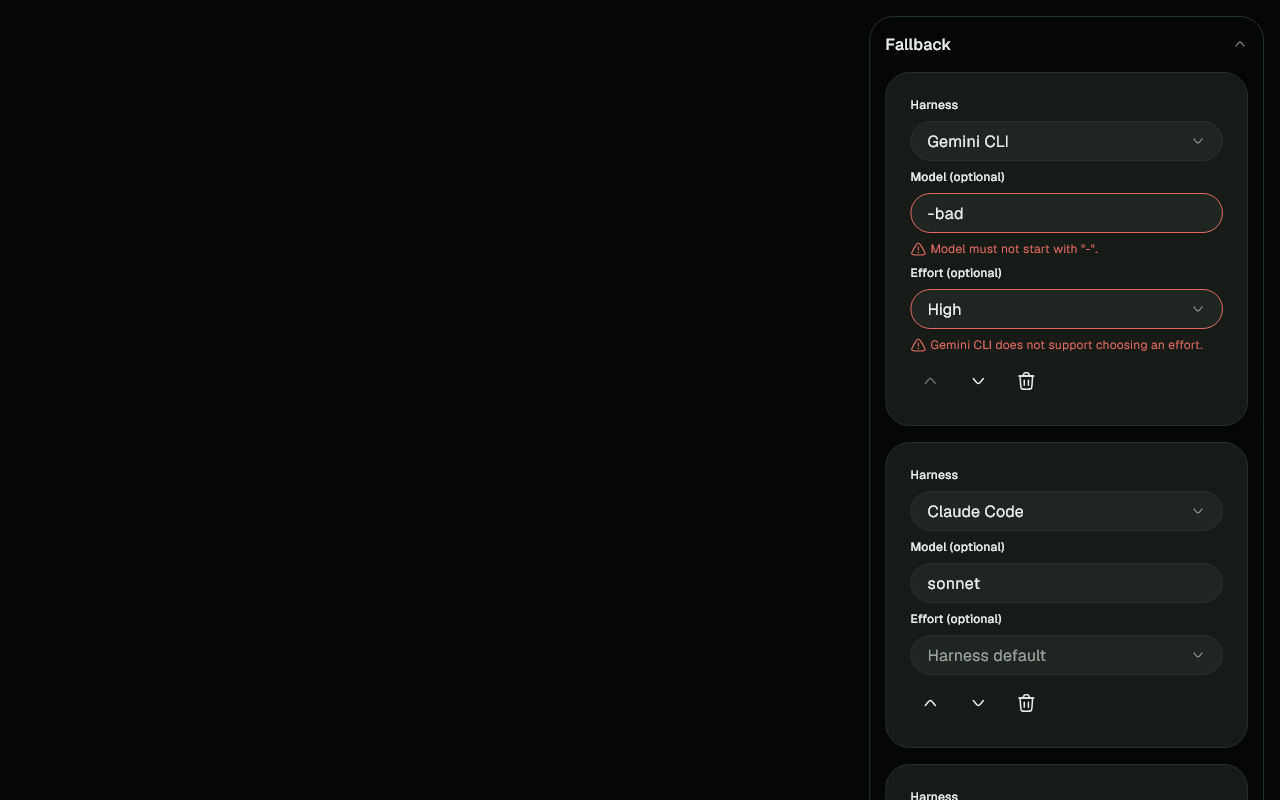 Fallback
Harness
Gemini CLI
Model (optional)
-bad
Model must not start with "-".
Effort (optional)
High
Gemini CLI does not support choosing an effort.
Harness
Claude Code
Model (optional)
sonnet
Effort (optional)
Harness default
Harness